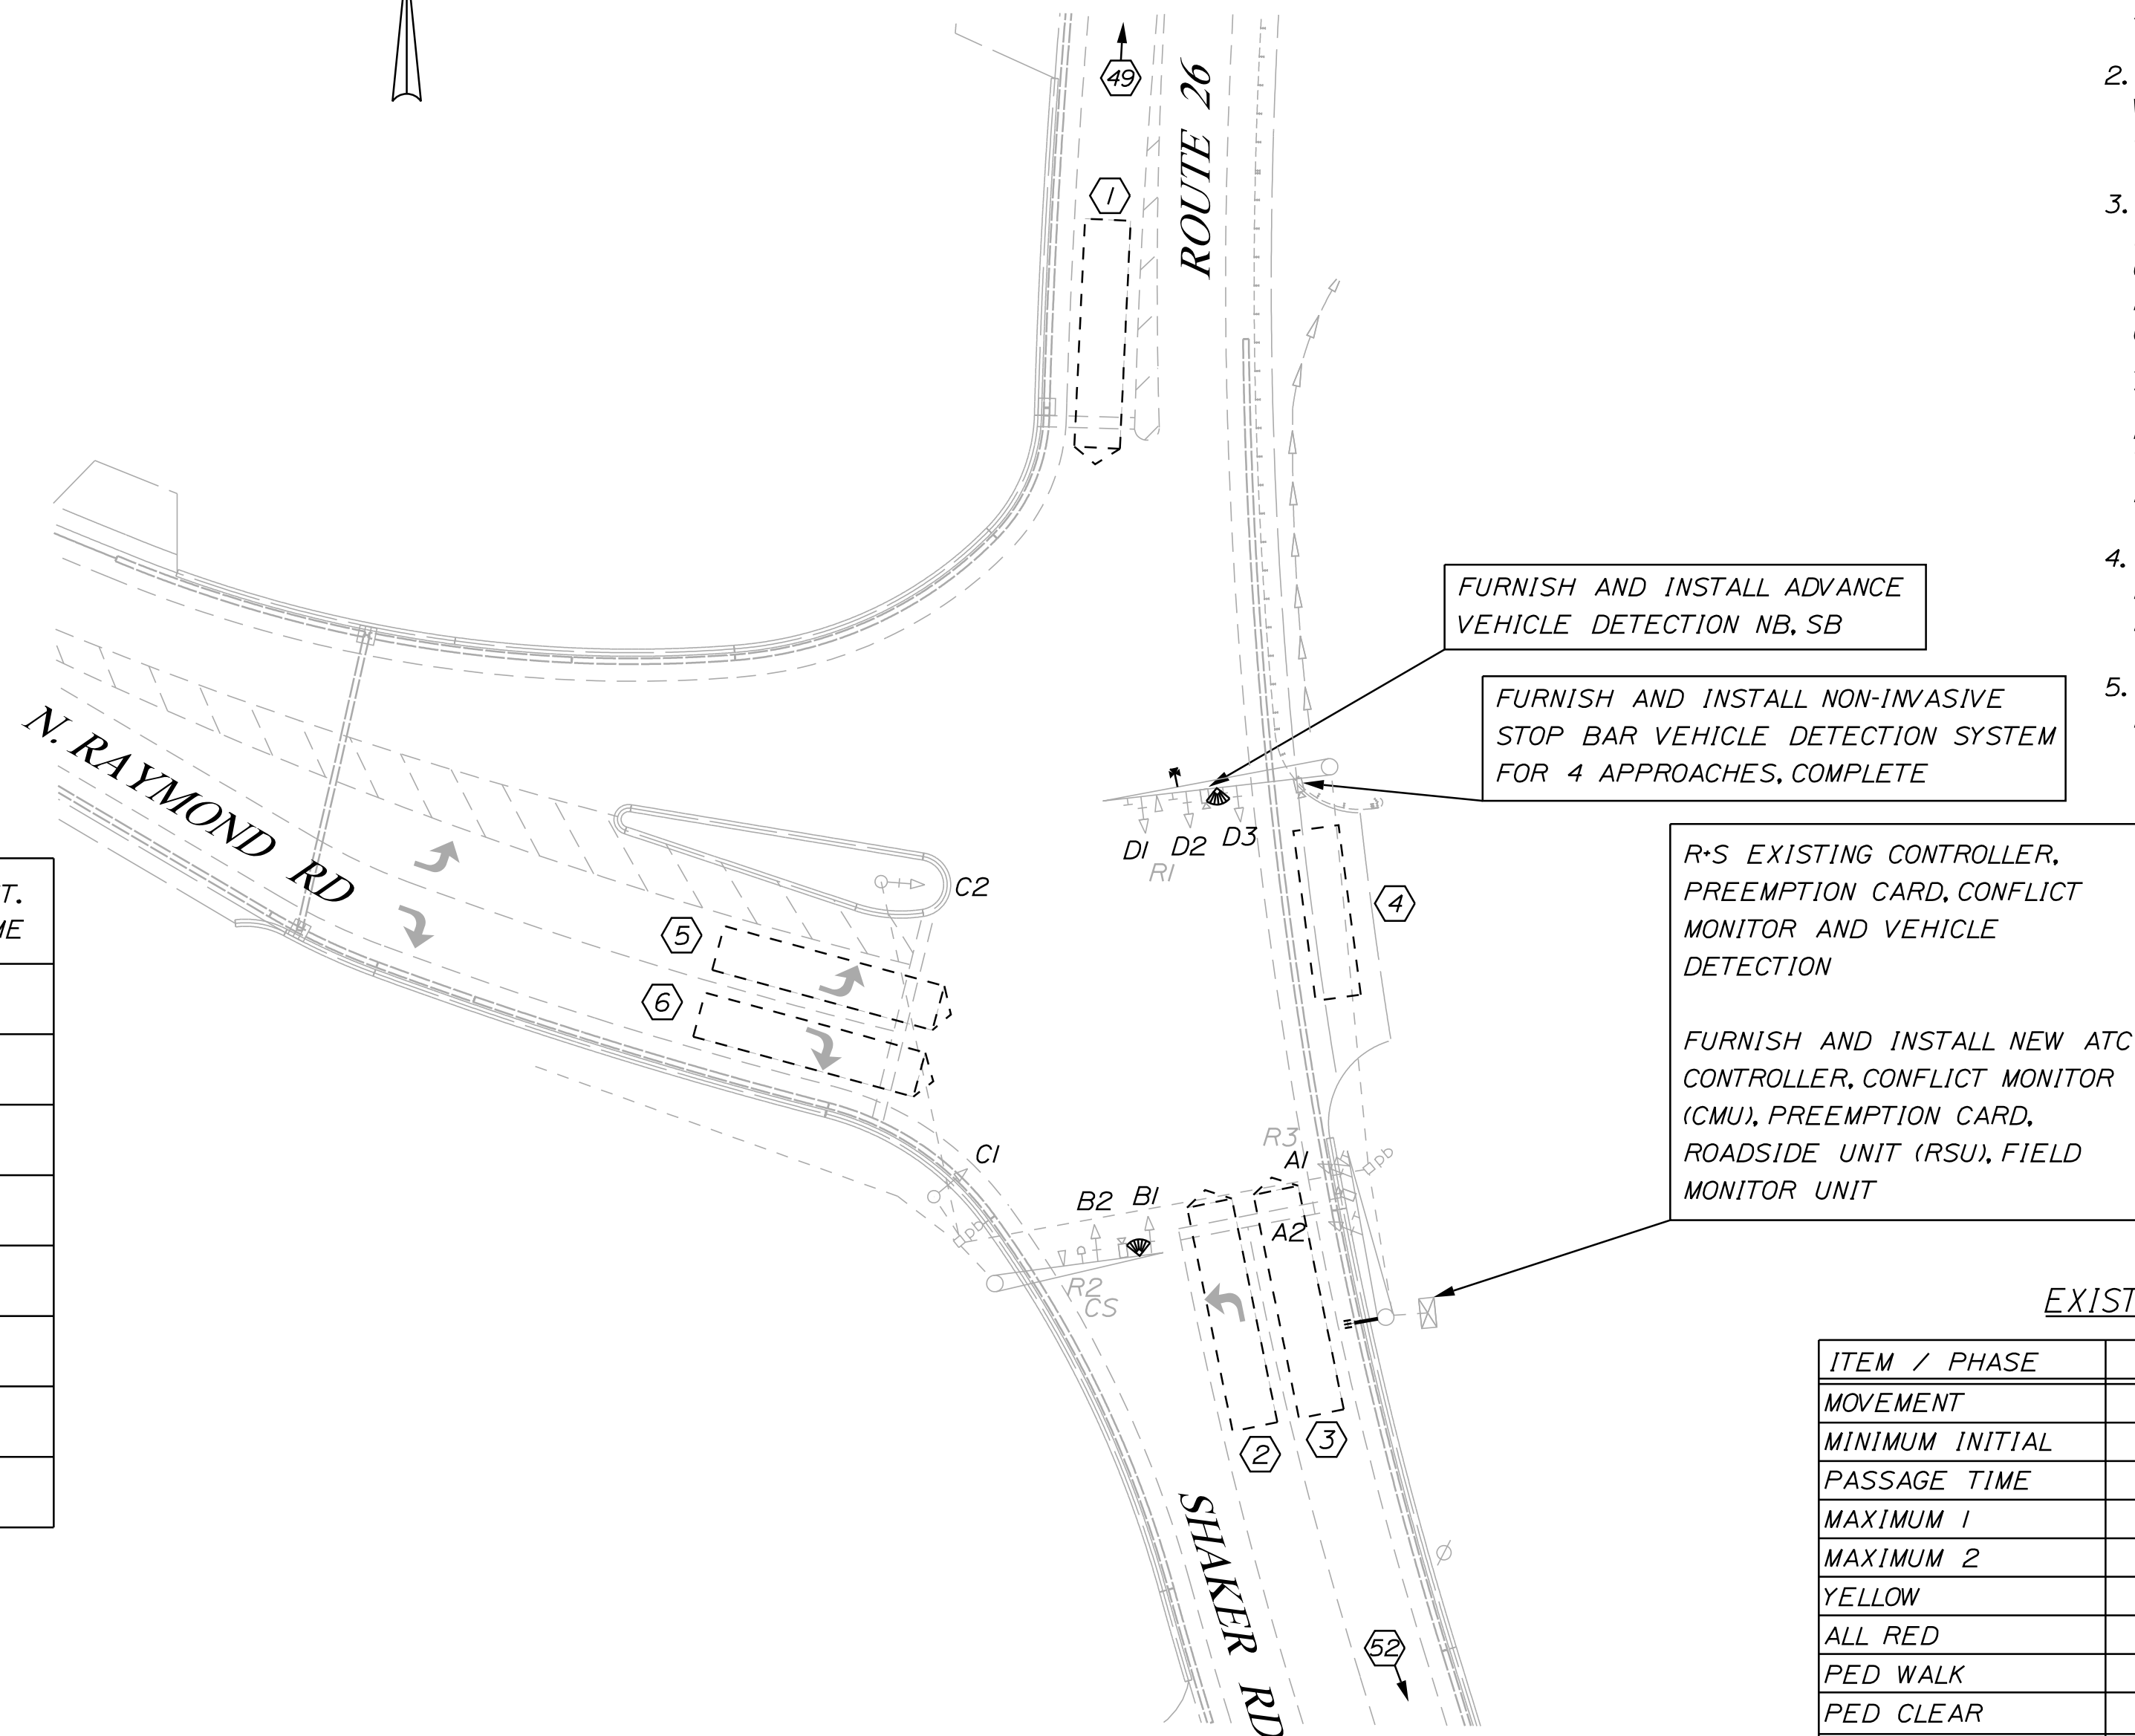 49
ROUTE 26
1
2.
3.
4.
5.
FURNISH AND INSTALL ADVANCE
VEHICLE DETECTION NB, SB
FURNISH AND INSTALL NON-INVASIVE
STOP BAR VEHICLE DETECTION SYSTEM
FOR 4 APPROACHES, COMPLETE
N. RAYMOND RD
D1 D2 D3
R1
C2
4
5
6
R+S EXISTING CONTROLLER,
PREEMPTION CARD, CONFLICT
MONITOR AND VEHICLE
DETECTION
FURNISH AND INSTALL NEW ATC
CONTROLLER, CONFLICT MONITOR
(CMU), PREEMPTION CARD,
ROADSIDE UNIT (RSU), FIELD
MONITOR UNIT
T.
ME
C1
R3
A1
PB
PB
B2 B1
A2
R2
CS
2
3
SHAKER RD
52
EXIST
ITEM / PHASE
MOVEMENT
MINIMUM INITIAL
PASSAGE TIME
MAXIMUM 1
MAXIMUM 2
YELLOW
ALL RED
PED WALK
PED CLEAR